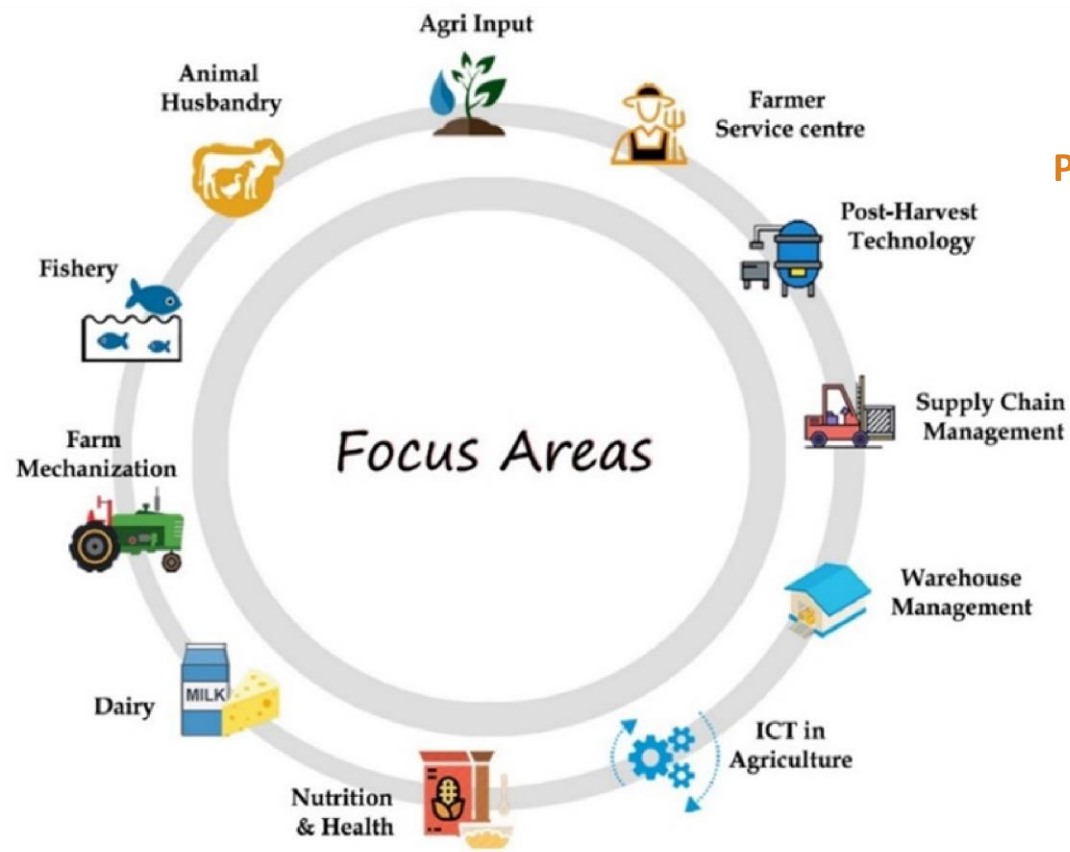 Agri Input
Farmer
Service centre
P
Post-Harvest
Technology
Supply Chain
Management
Warehouse
Management
ICT in
Agriculture
Nutrition
& Health
MILK
Dairy
Farm
Mechanization
Fishery
Animal
Husbandry
Focus Areas